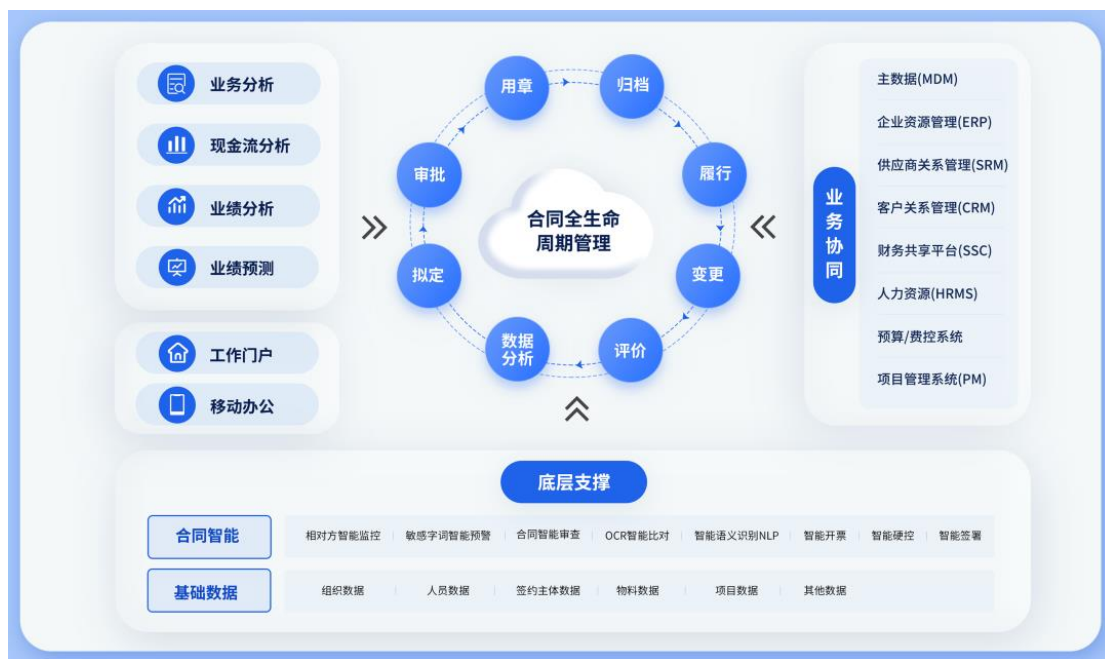 业务分析
现金流分析
业绩分析
业绩预测
工作门户
移动办公
用章
归档
审批
履行
合同全生命
周期管理
拟定
变更
数据
分析
评价
业
务
协
同
主数据(MDM)
企业资源管理(ERP)
供应商关系管理(SRM)
客户关系管理(CRM)
财务共享平台(SSC)
人力资源(HRMS)
预算/费控系统
项目管理系统(PM)
底层支撑
合同智能
相对方智能监控 敏感字词智能预警 合同智能审查 OCR智能比对 智能语义识别NLP 智能开票 智能硬控 智能签署
基础数据
组织数据 人员数据 签约主体数据 物料数据 项目数据 其他数据